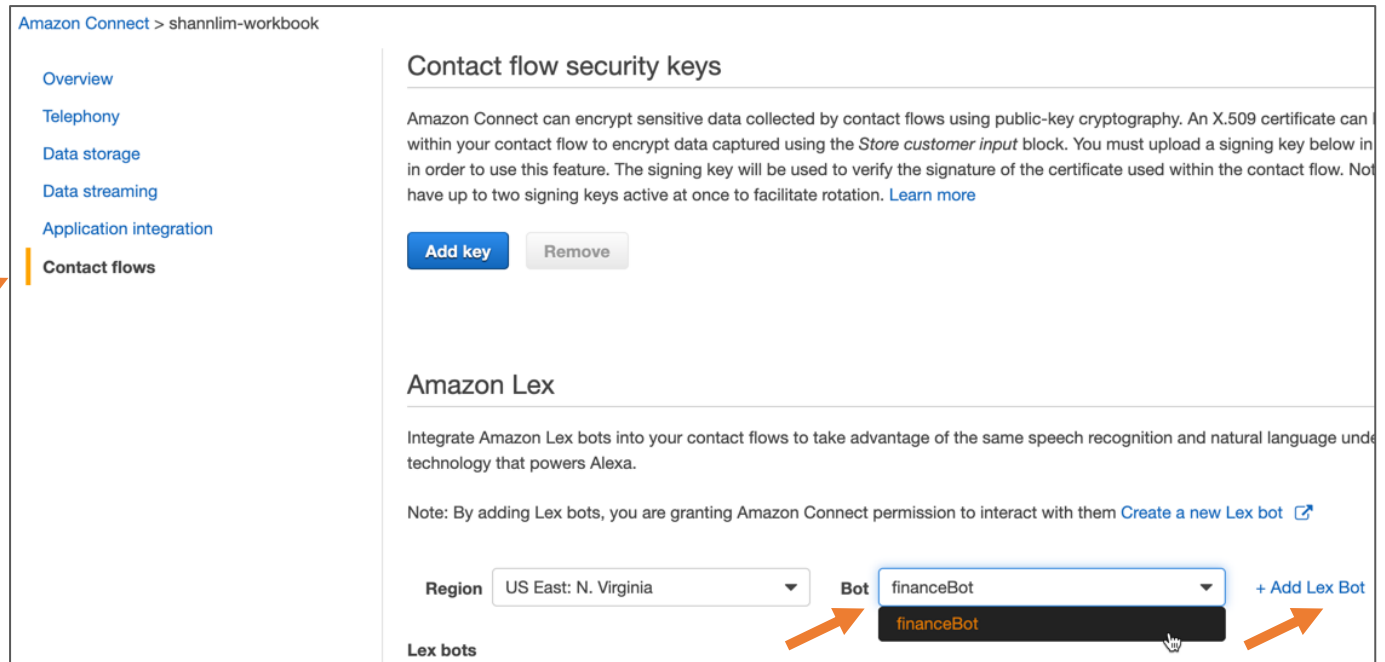 Amazon Connect > shannlim-workbook
Overview
Telephony
Data storage
Data streaming
Application integration
Contact flows
Contact flow security keys
Amazon Connect can encrypt sensitive data collected by contact flows using public-key cryptography. An X.509 certificate can
within your contact flow to encrypt data captured using the Store customer input block. You must upload a signing key below in
in order to use this feature. The signing key will be used to verify the signature of the certificate used within the contact flow. Not
have up to two signing keys active at once to facilitate rotation. Learn more
Add key Remove
Amazon Lex
Integrate Amazon Lex bots into your contact flows to take advantage of the same speech recognition and natural language unde
technology that powers Alexa.
Note: By adding Lex bots, you are granting Amazon Connect permission to interact with them Create a new Lex bot
Region US East: N. Virginia Bot financeBot + Add Lex Bot
financeBot
Lex bots